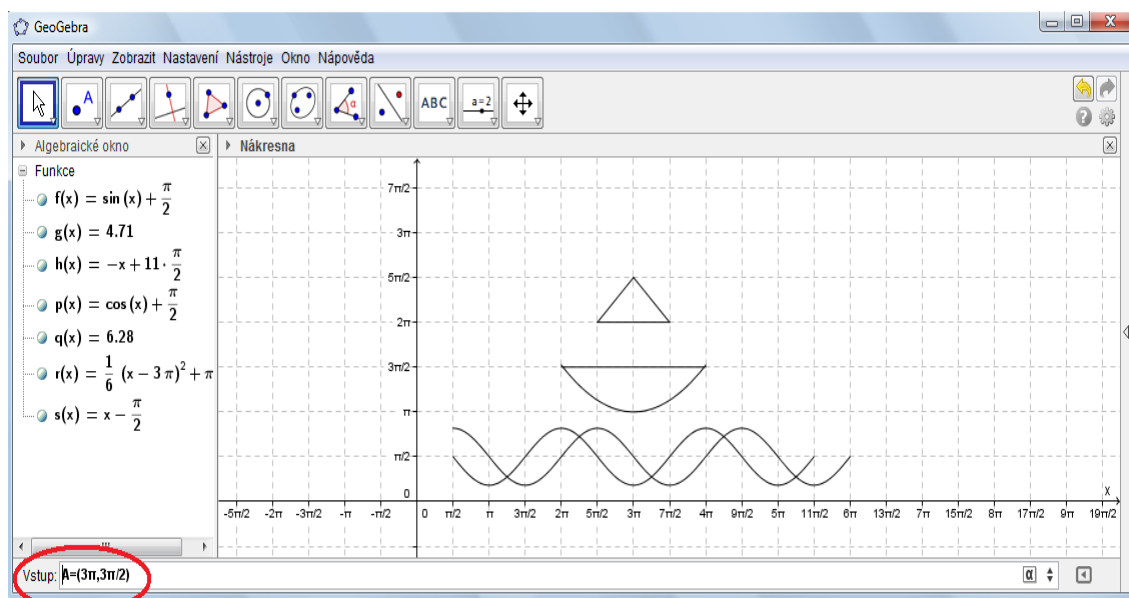 GeoGebra
Soubor Úpravy Zobrazit Nastavení Nástroje Okno Nápověda
A α ABC a=2
Algebraické okno
Nákresna
Funkce
f(x) = sin (x) + π/2
g(x) = 4.71
h(x) = −x + 11 · π/2
p(x) = cos (x) + π/2
q(x) = 6.28
r(x) = 1/6 (x − 3 π)² + π
s(x) = x − π/2
7π/2
3π
5π/2
2π
3π/2
π
π/2
0
x
-5π/2 -2π -3π/2 -π -π/2 0 π/2 π 3π/2 2π 5π/2 3π 7π/2 4π 9π/2 5π 11π/2 6π 13π/2 7π 15π/2 8π 17π/2 9π 19π/2
Vstup: A=(3π,3π/2) α